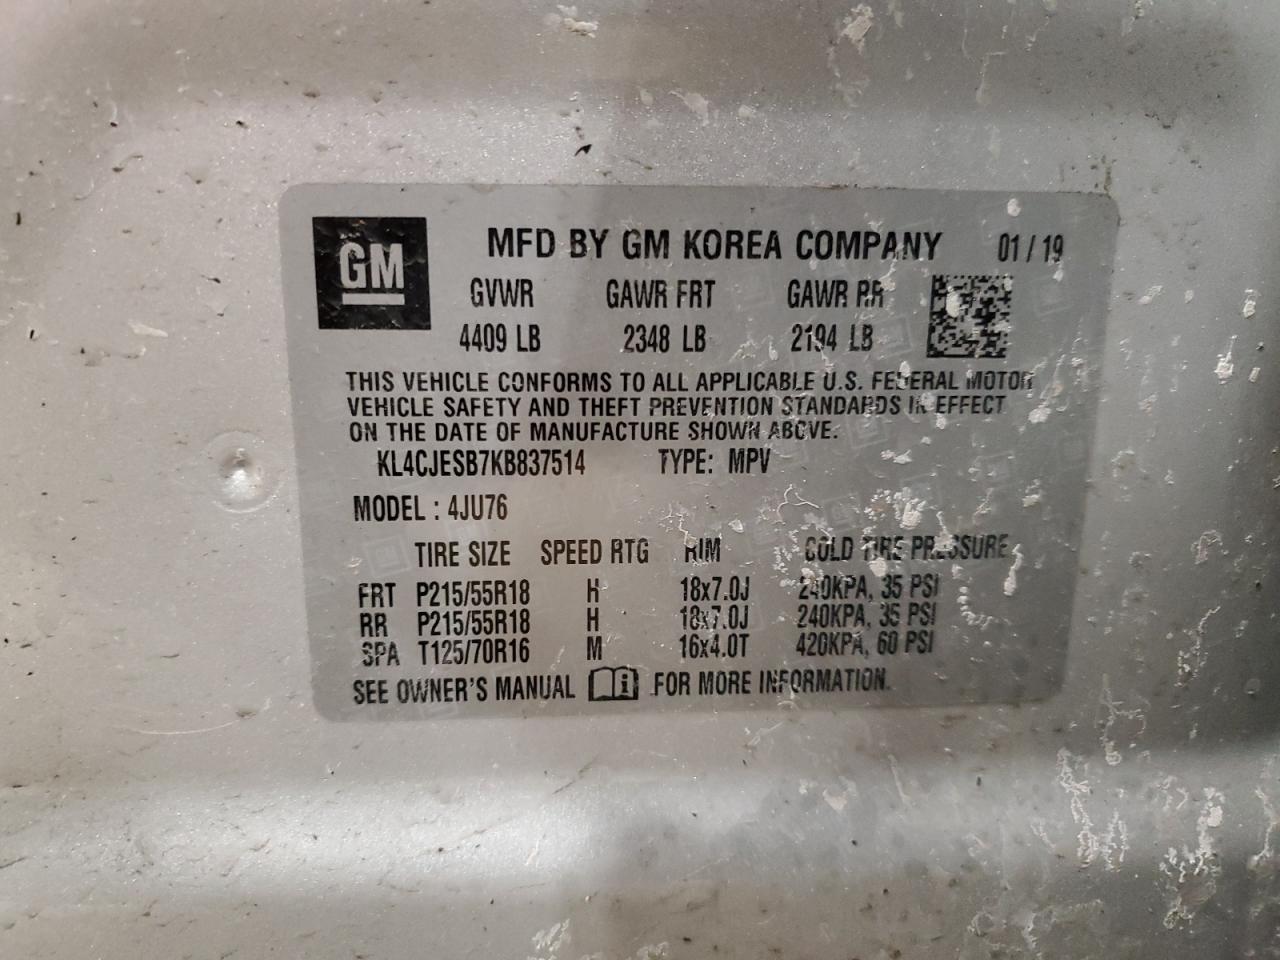 GM
MFD BY GM KOREA COMPANY 01 / 19
GVWR GAWR FRT GAWR RR
4409 LB 2348 LB 2194 LB
THIS VEHICLE CONFORMS TO ALL APPLICABLE U.S. FEDERAL MOTOR
VEHICLE SAFETY AND THEFT PREVENTION STANDARDS IN EFFECT
ON THE DATE OF MANUFACTURE SHOWN ABOVE.
KL4CJESB7KB837514 TYPE: MPV
MODEL : 4JU76
TIRE SIZE SPEED RTG RIM COLD TIRE PRESSURE
FRT P215/55R18 H 18x7.0J 240KPA, 35 PSI
RR P215/55R18 H 18x7.0J 240KPA, 35 PSI
SPA T125/70R16 M 16x4.0T 420KPA, 60 PSI
SEE OWNER'S MANUAL i FOR MORE INFORMATION.